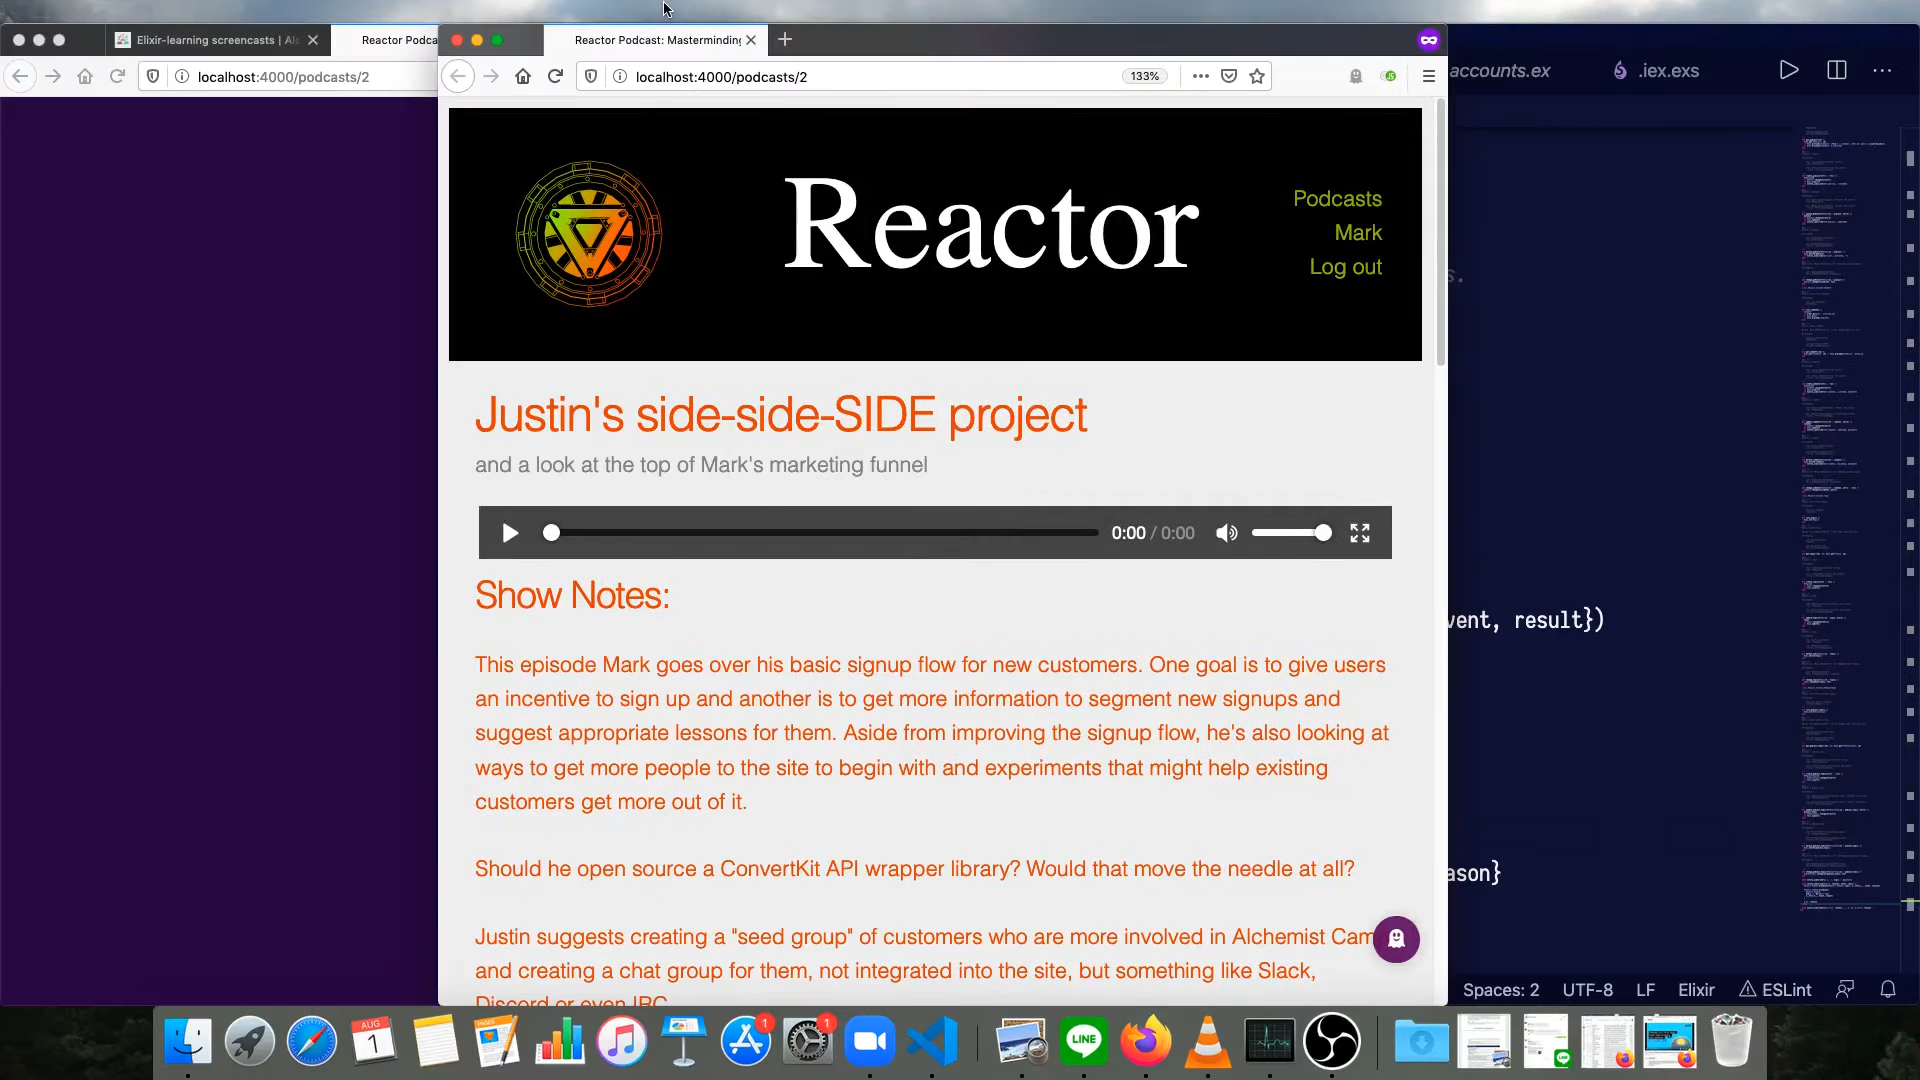 Elixir-learning screencasts | Al
Reactor Podca
Reactor Podcast: Mastermindin
localhost:4000/podcasts/2
localhost:4000/podcasts/2
133%
accounts.ex
.iex.exs
Reactor
Podcasts
Mark
Log out
Justin's side-side-SIDE project
and a look at the top of Mark's marketing funnel
0:00 / 0:00
Show Notes:
This episode Mark goes over his basic signup flow for new customers. One goal is to give users
an incentive to sign up and another is to get more information to segment new signups and
suggest appropriate lessons for them. Aside from improving the signup flow, he's also looking at
ways to get more people to the site to begin with and experiments that might help existing
customers get more out of it.
Should he open source a ConvertKit API wrapper library? Would that move the needle at all?
Justin suggests creating a "seed group" of customers who are more involved in Alchemist Cam
and creating a chat group for them, not integrated into the site, but something like Slack,
Discord or even IRC
s.
vent, result})
ason}
Spaces: 2 UTF-8 LF Elixir ESLint
AUG
1
1
1
LINE